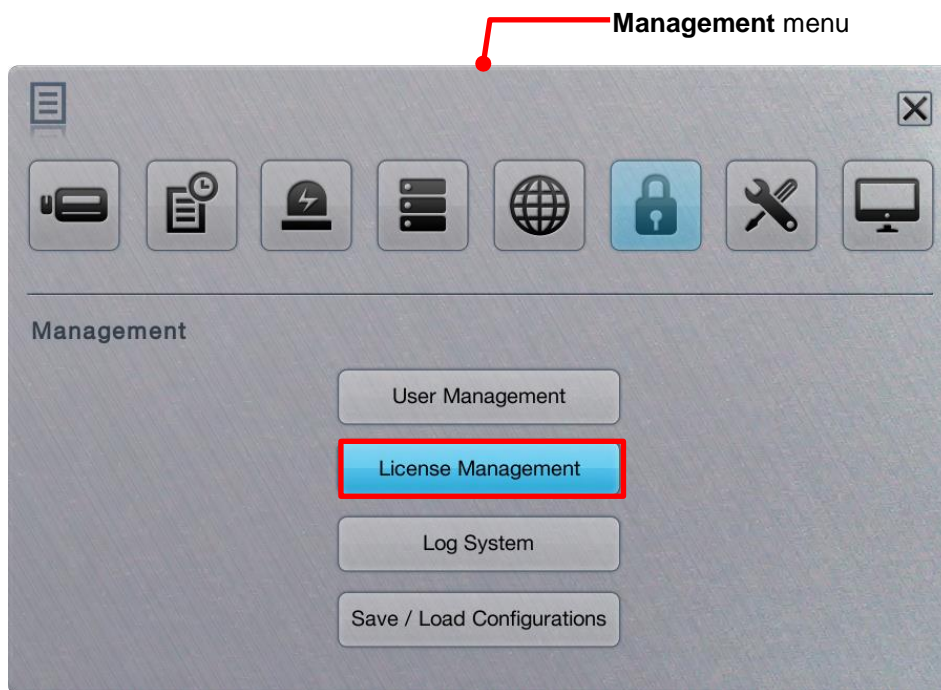 Management menu
Management
User Management
License Management
Log System
Save / Load Configurations